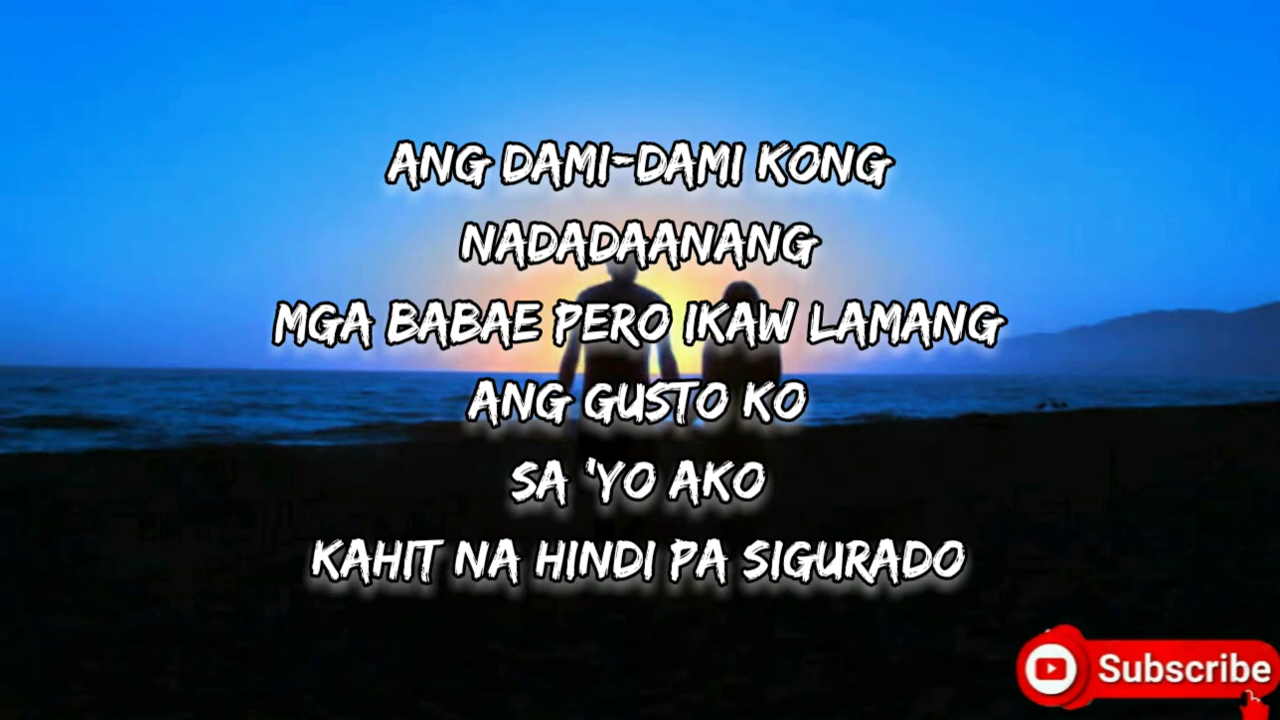 ANG DAMI-DAMI KONG
NADADAANANG
MGA BABAE PERO IKAW LAMANG
ANG GUSTO KO
SA 'YO AKO
KAHIT NA HINDI PA SIGURADO
Subscribe